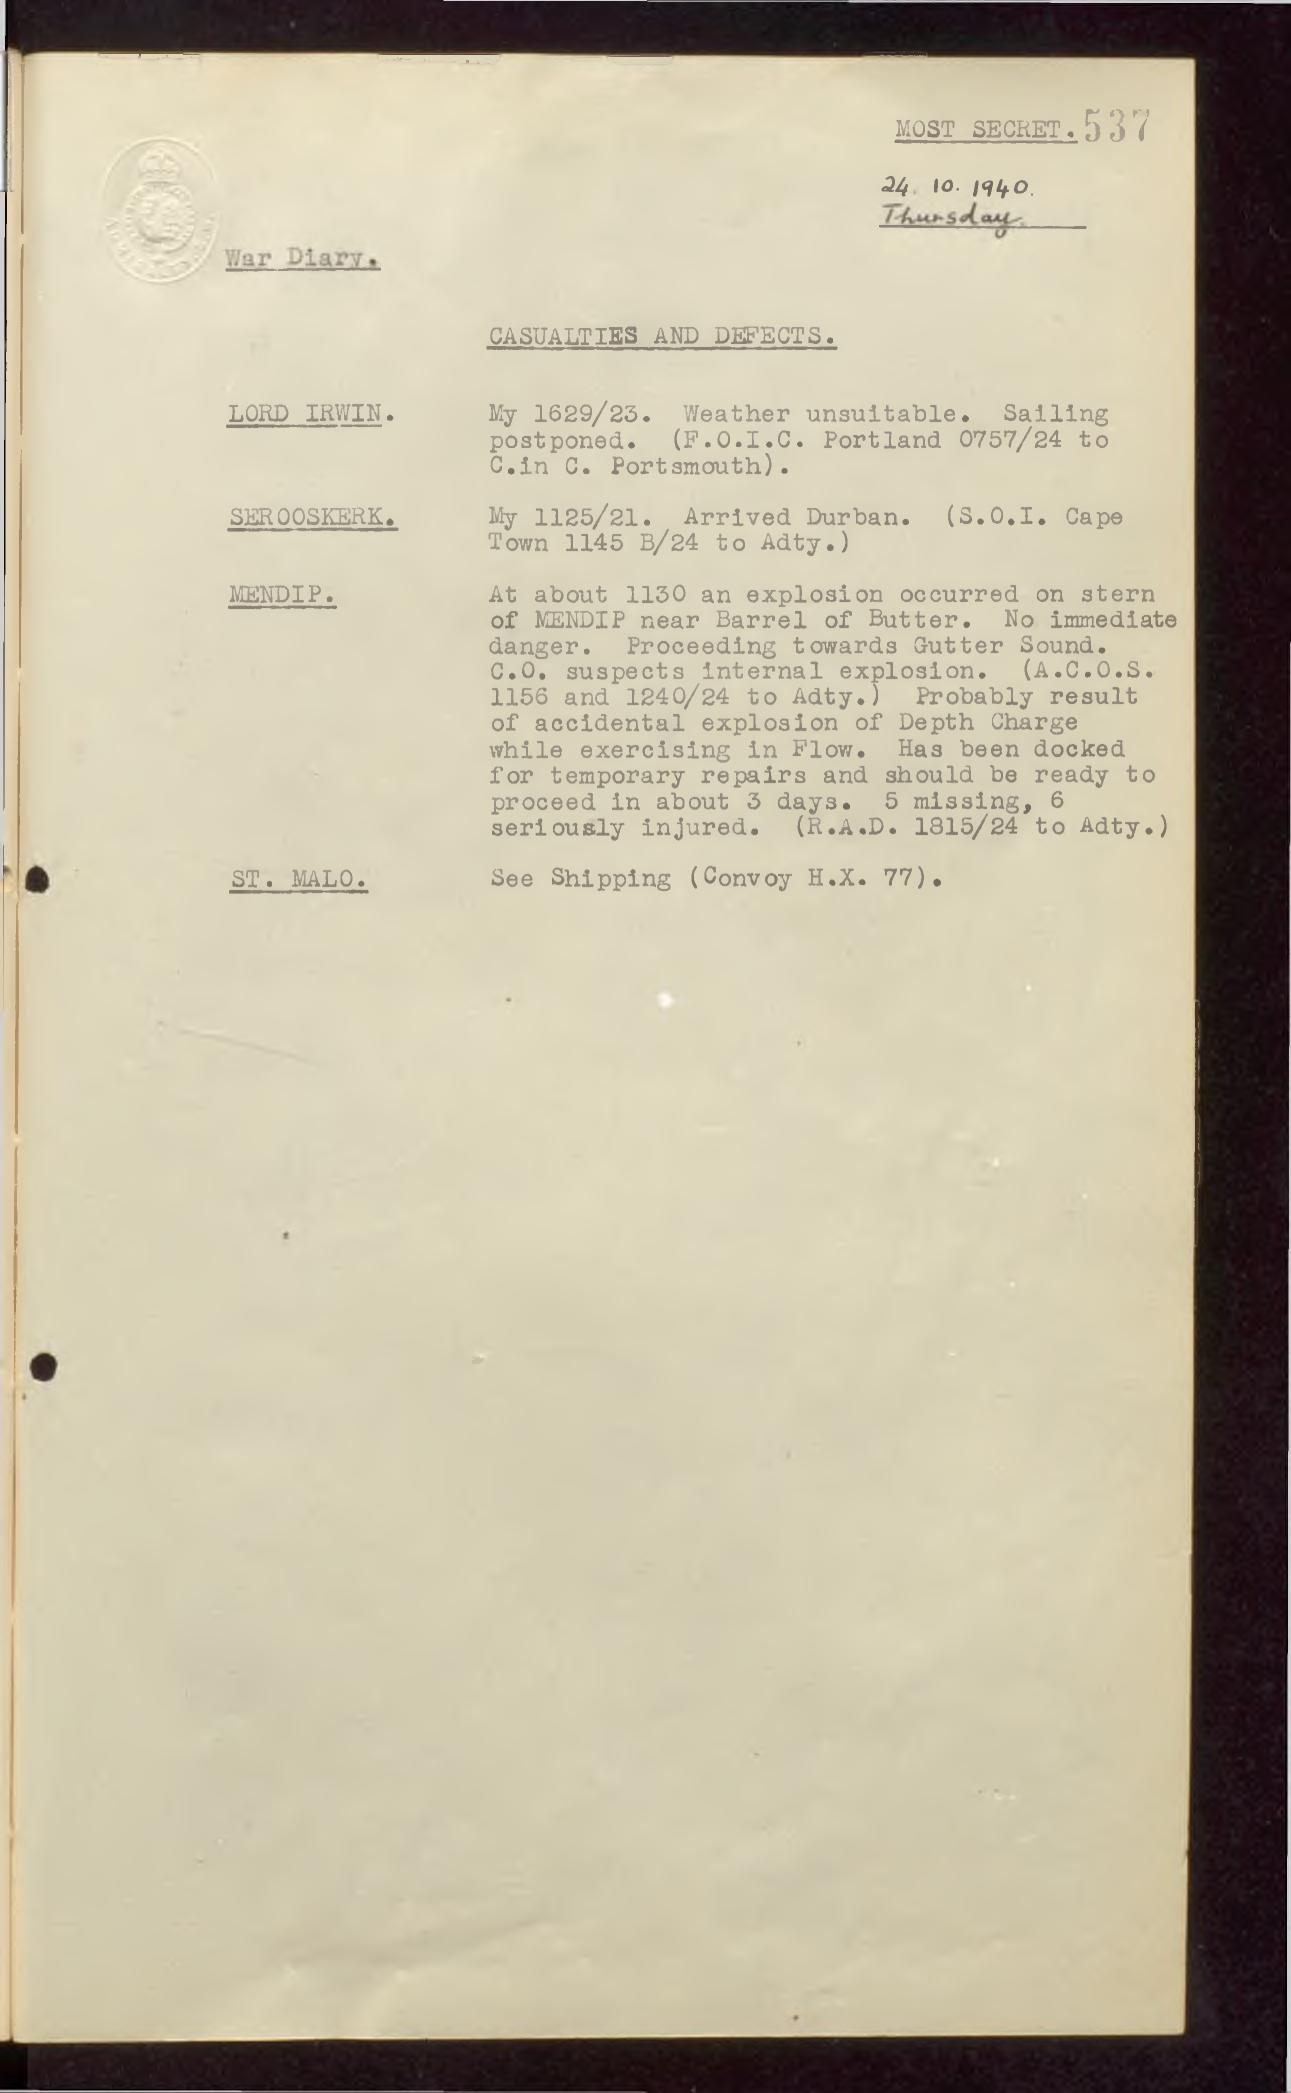 MOST SECRET. 537
24. 10. 1940.
Thursday.
War Diary.
CASUALTIES AND DEFECTS.
LORD IRWIN. My 1629/23. Weather unsuitable. Sailing
postponed. (F.O.I.C. Portland 0757/24 to
C.in C. Portsmouth).
SEROOSKERK. My 1125/21. Arrived Durban. (S.O.I. Cape
Town 1145 B/24 to Adty.)
MENDIP. At about 1130 an explosion occurred on stern
of MENDIP near Barrel of Butter. No immediate
danger. Proceeding towards Gutter Sound.
C.O. suspects internal explosion. (A.C.O.S.
1156 and 1240/24 to Adty.) Probably result
of accidental explosion of Depth Charge
while exercising in Flow. Has been docked
for temporary repairs and should be ready to
proceed in about 3 days. 5 missing, 6
seriously injured. (R.A.D. 1815/24 to Adty.)
ST. MALO. See Shipping (Convoy H.X. 77).